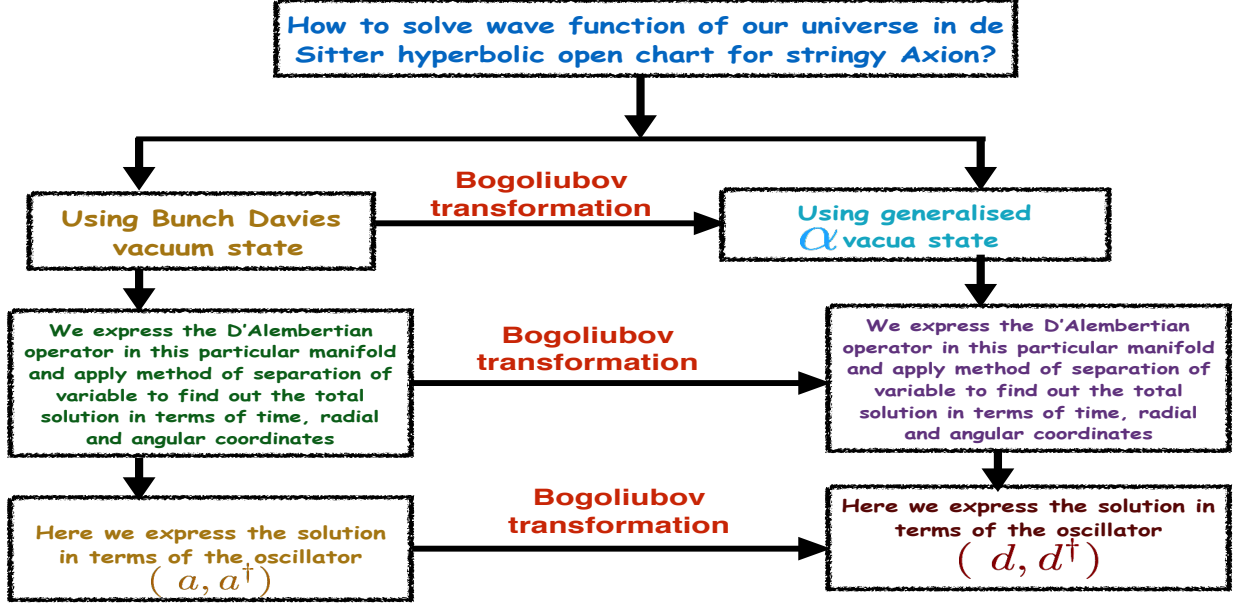 How to solve wave function of our universe in de
Sitter hyperbolic open chart for stringy Axion?
Bogoliubov
transformation
Using Bunch Davies
vacuum state
Using generalised
α vacua state
We express the D'Alembertian
operator in this particular manifold
and apply method of separation of
variable to find out the total
solution in terms of time, radial
and angular coordinates
Bogoliubov
transformation
We express the D'Alembertian
operator in this particular manifold
and apply method of separation of
variable to find out the total
solution in terms of time, radial
and angular coordinates
Here we express the solution
in terms of the oscillator
( a, a†)
Bogoliubov
transformation
Here we express the solution in
terms of the oscillator
( d, d†)